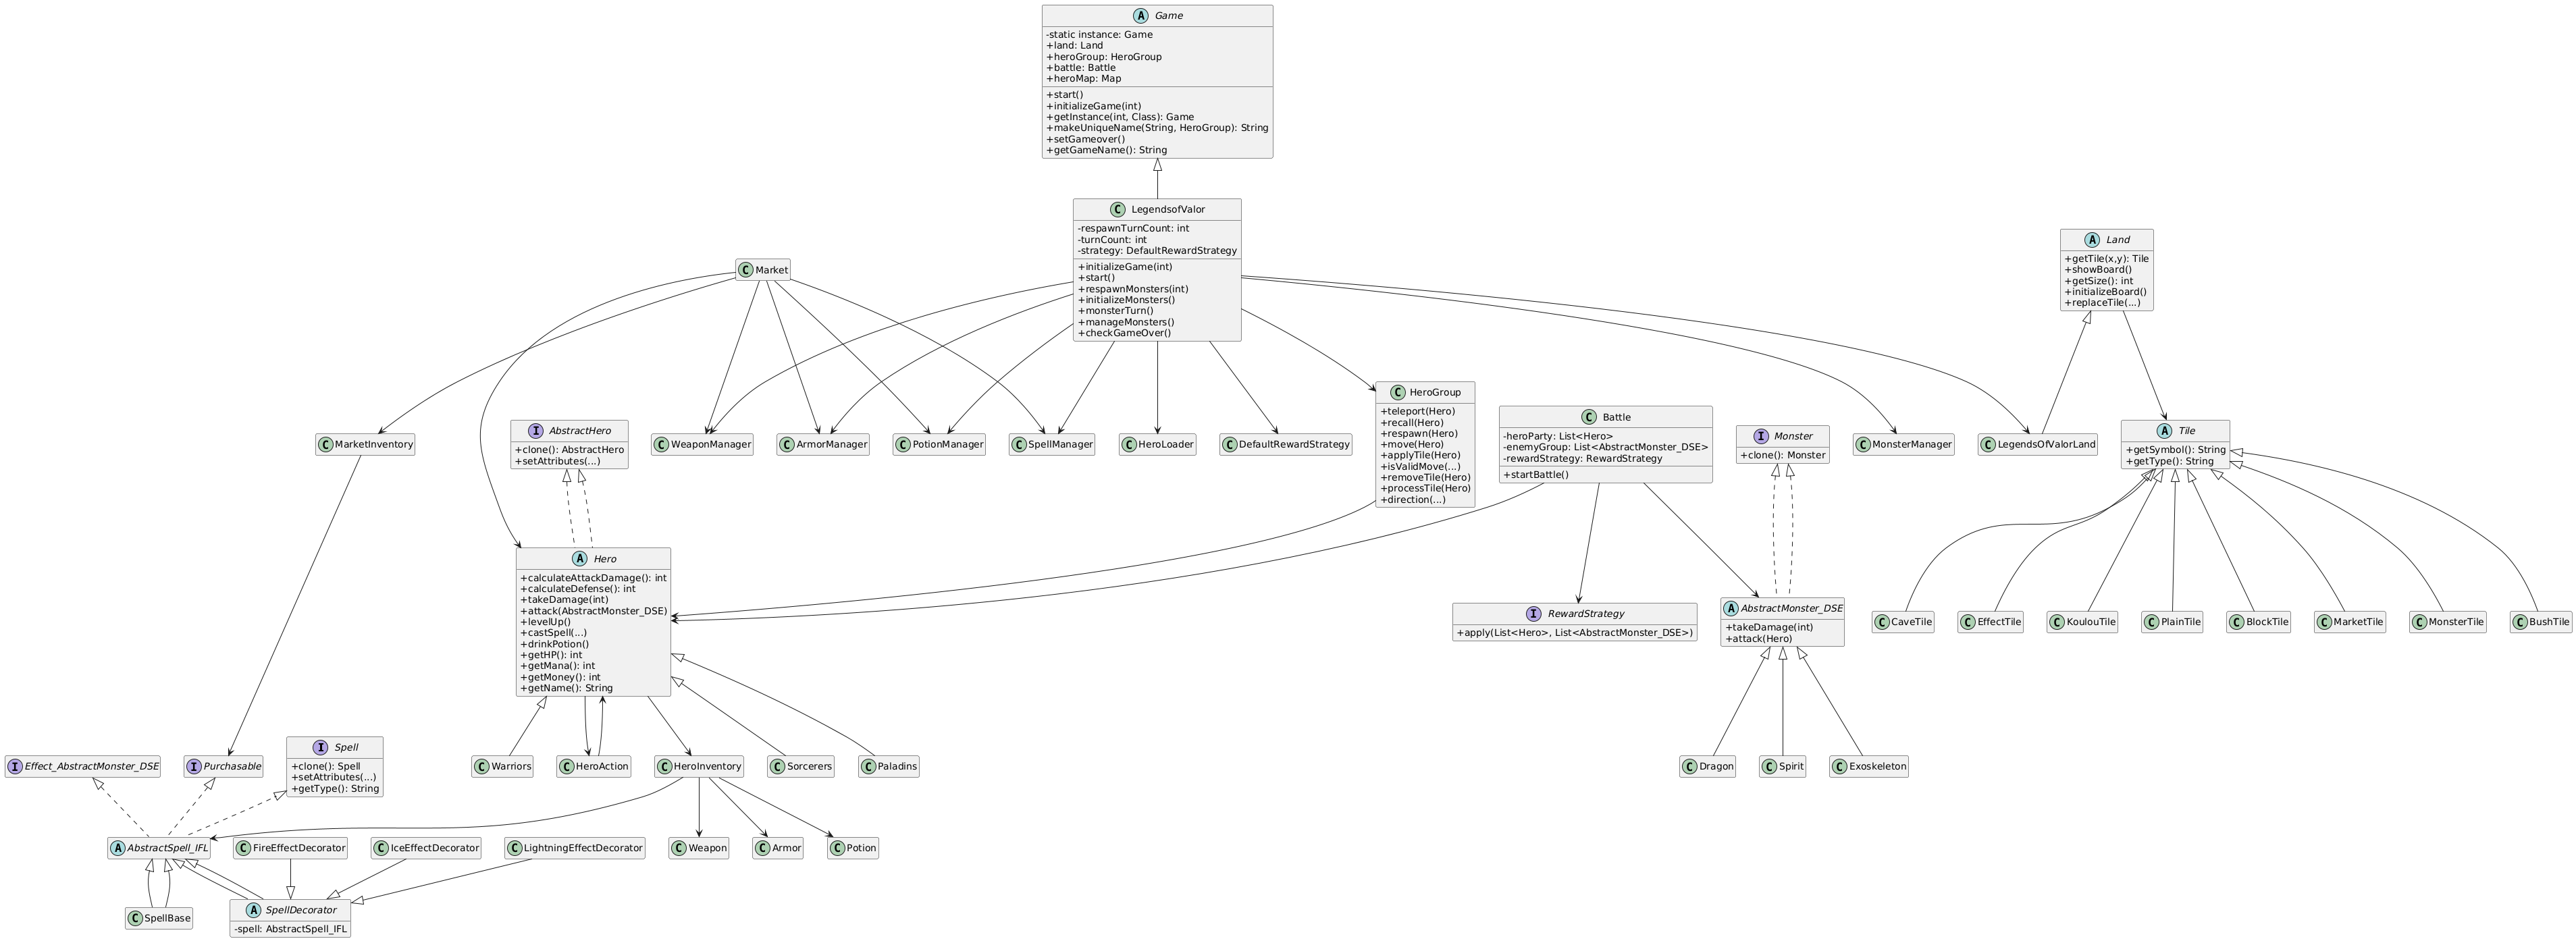 A Game
-static instance: Game
+land: Land
+heroGroup: HeroGroup
+battle: Battle
+heroMap: Map
+start()
+initializeGame(int)
+getInstance(int, Class): Game
+makeUniqueName(String, HeroGroup): String
+setGameover()
+getGameName(): String
C LegendsofValor
-respawnTurnCount: int
-turnCount: int
-strategy: DefaultRewardStrategy
+initializeGame(int)
+start()
+respawnMonsters(int)
+initializeMonsters()
+monsterTurn()
+manageMonsters()
+checkGameOver()
A Land
+getTile(x,y): Tile
+showBoard()
+getSize(): int
+initializeBoard()
+replaceTile(...)
C Market
C MarketInventory
I AbstractHero
+clone(): AbstractHero
+setAttributes(...)
C WeaponManager
C ArmorManager
C PotionManager
C SpellManager
C HeroLoader
C DefaultRewardStrategy
C HeroGroup
+teleport(Hero)
+recall(Hero)
+respawn(Hero)
+move(Hero)
+applyTile(Hero)
+isValidMove(...)
+removeTile(Hero)
+processTile(Hero)
+direction(...)
C Battle
-heroParty: List<Hero>
-enemyGroup: List<AbstractMonster_DSE>
-rewardStrategy: RewardStrategy
+startBattle()
I Monster
+clone(): Monster
C MonsterManager
C LegendsOfValorLand
A Tile
+getSymbol(): String
+getType(): String
A Hero
+calculateAttackDamage(): int
+calculateDefense(): int
+takeDamage(int)
+attack(AbstractMonster_DSE)
+levelUp()
+castSpell(...)
+drinkPotion()
+getHP(): int
+getMana(): int
+getMoney(): int
+getName(): String
I RewardStrategy
+apply(List<Hero>, List<AbstractMonster_DSE>)
A AbstractMonster_DSE
+takeDamage(int)
+attack(Hero)
C CaveTile
C EffectTile
C KoulouTile
C PlainTile
C BlockTile
C MarketTile
C MonsterTile
C BushTile
I Effect_AbstractMonster_DSE
I Purchasable
I Spell
+clone(): Spell
+setAttributes(...)
+getType(): String
C Warriors
C HeroAction
C HeroInventory
C Sorcerers
C Paladins
C Dragon
C Spirit
C Exoskeleton
A AbstractSpell_IFL
C FireEffectDecorator
C IceEffectDecorator
C LightningEffectDecorator
C Weapon
C Armor
C Potion
C SpellBase
A SpellDecorator
-spell: AbstractSpell_IFL